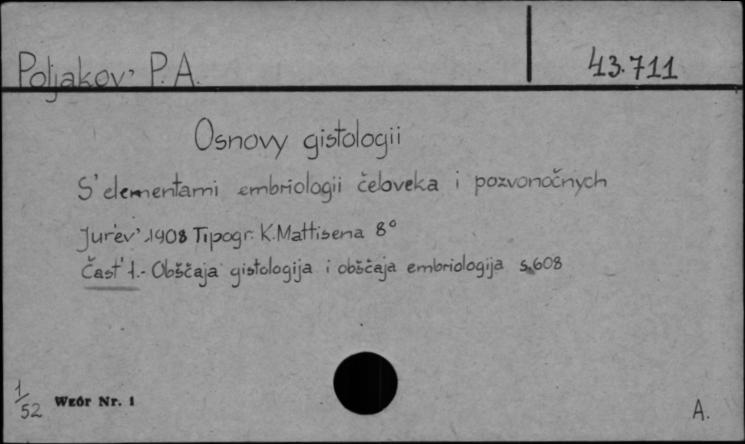 Poljakov' P.A.
43.711
Osnovy gistologii
S'elementami embriologii čeloveka i pozvonočnych
Jur'ev' 1908 Tipogr. K. Mattisena 8°
Čast' 1.- Obščaja gistologija i obščaja embriologija s. 608
1/52 Wzór Nr. 1
A.